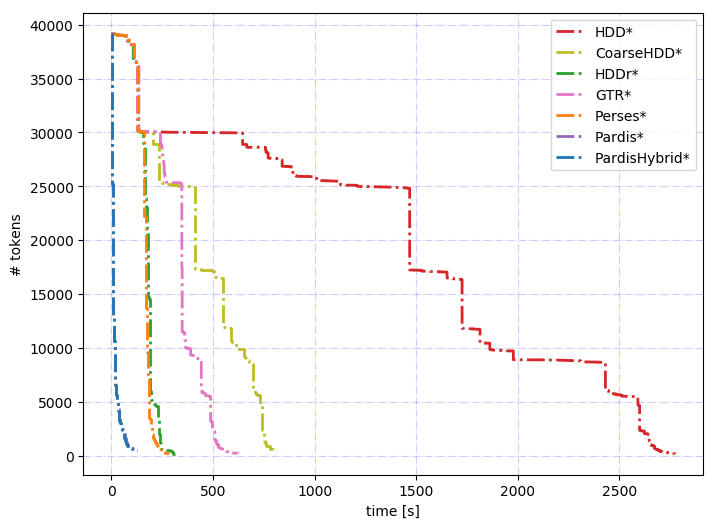 40000
35000
30000
25000
20000
15000
10000
5000
0
# tokens
0 500 1000 1500 2000 2500
time [s]
HDD*
CoarseHDD*
HDDr*
GTR*
Perses*
Pardis*
PardisHybrid*